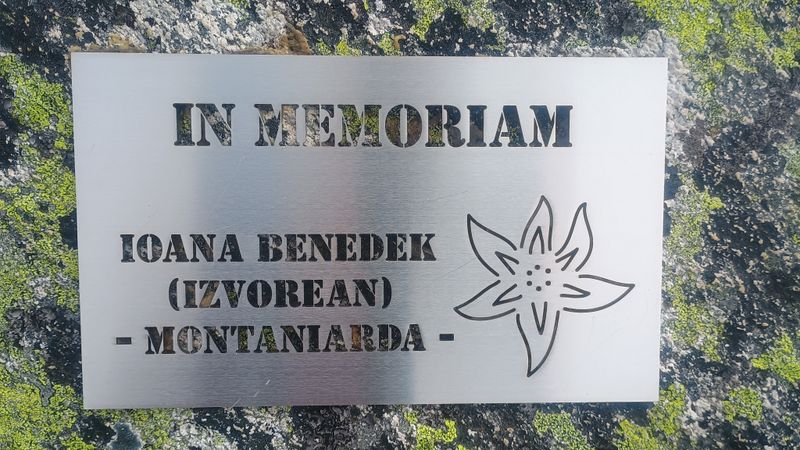 IN MEMORIAM
IOANA BENEDEK
(IZVOREAN)
- MONTANIARDA -